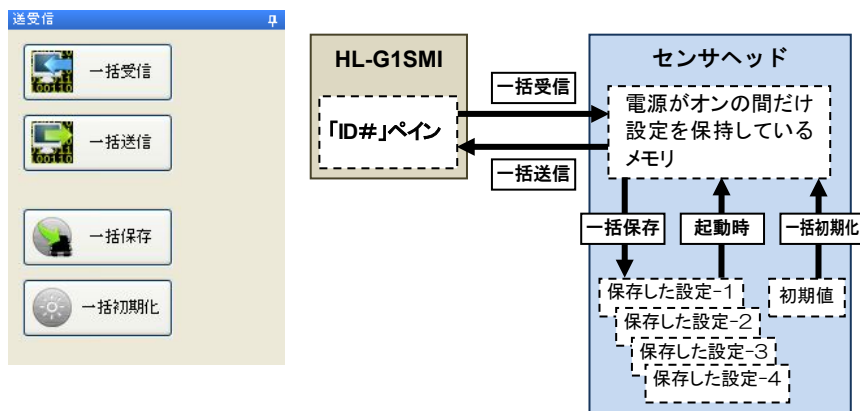 送受信
一括受信
一括送信
一括保存
一括初期化
HL-G1SMI
「ID#」ペイン
一括受信
一括送信
センサヘッド
電源がオンの間だけ
設定を保持している
メモリ
一括保存
起動時
一括初期化
保存した設定-1
保存した設定-2
保存した設定-3
保存した設定-4
初期値